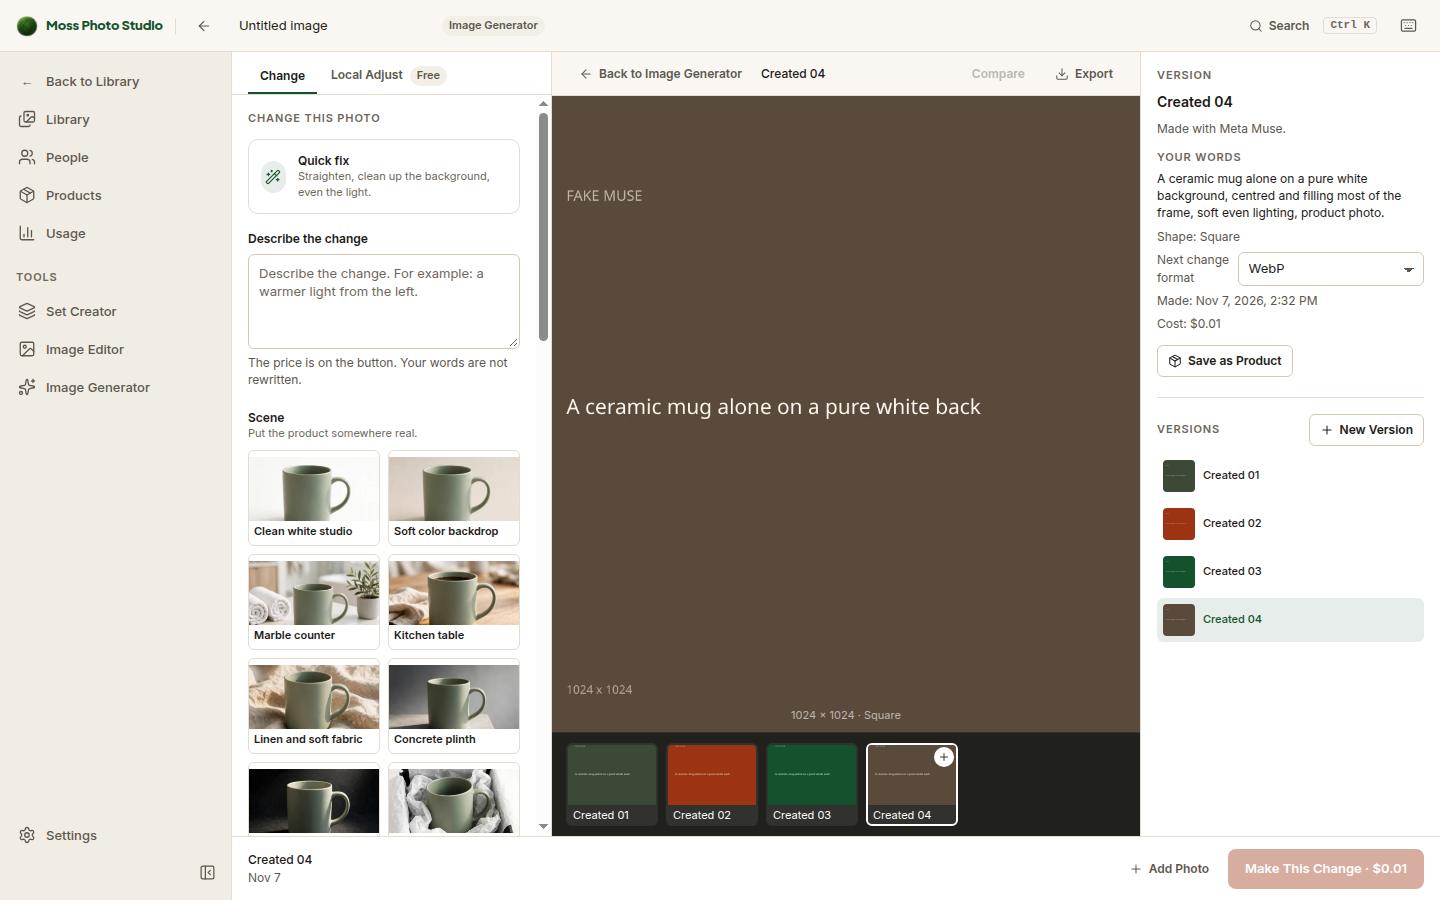 Moss Photo Studio
Untitled image
Image Generator
Search
Ctrl K
← Back to Library
Library
People
Products
Usage
TOOLS
Set Creator
Image Editor
Image Generator
Settings
Change
Local Adjust
Free
CHANGE THIS PHOTO
Quick fix
Straighten, clean up the background,
even the light.
Describe the change
Describe the change. For example: a
warmer light from the left.
The price is on the button. Your words are not
rewritten.
Scene
Put the product somewhere real.
Clean white studio
Soft color backdrop
Marble counter
Kitchen table
Linen and soft fabric
Concrete plinth
Back to Image Generator
Created 04
Compare
Export
FAKE MUSE
A ceramic mug alone on a pure white back
1024 x 1024
1024 × 1024 · Square
Created 01
Created 02
Created 03
Created 04
VERSION
Created 04
Made with Meta Muse.
YOUR WORDS
A ceramic mug alone on a pure white
background, centred and filling most of the
frame, soft even lighting, product photo.
Shape: Square
Next change
format
WebP
Made: Nov 7, 2026, 2:32 PM
Cost: $0.01
Save as Product
VERSIONS
New Version
Created 01
Created 02
Created 03
Created 04
Created 04
Nov 7
Add Photo
Make This Change · $0.01